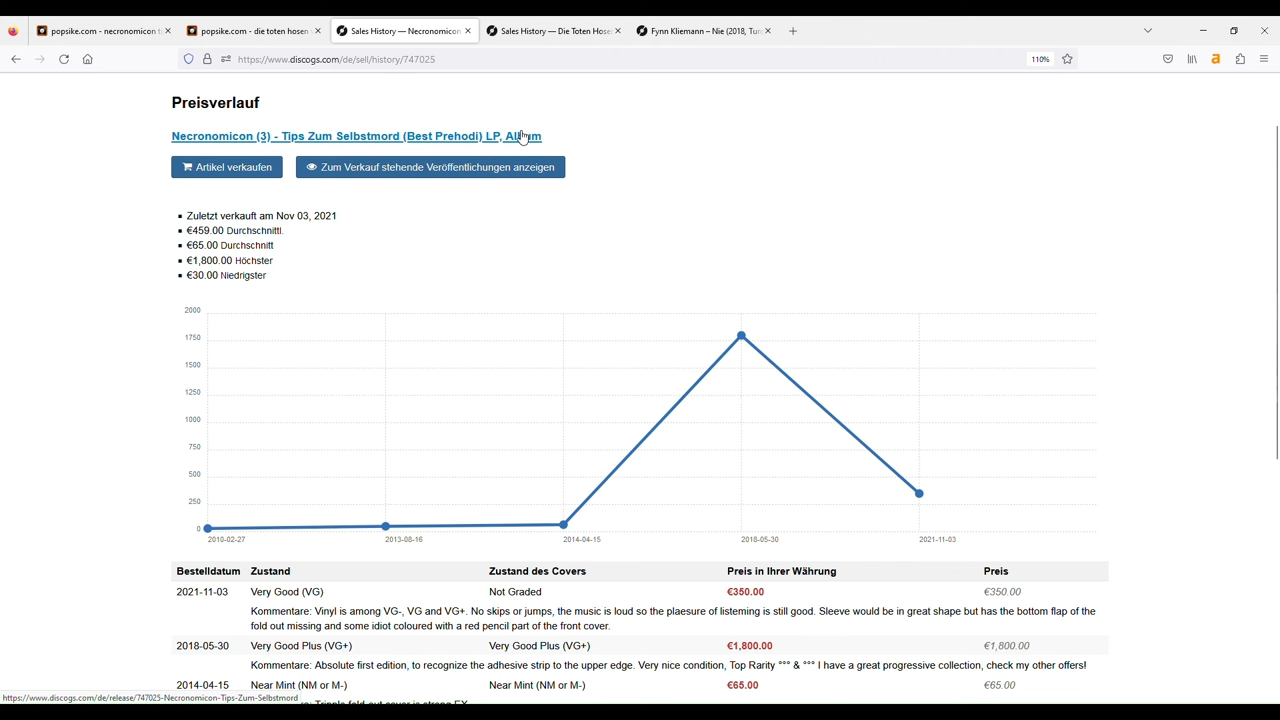 popsike.com - necronomicon
popsike.com - die toten hosen
Sales History — Necronomicon
Sales History — Die Toten Hosen
Fynn Kliemann – Nie (2018,
https://www.discogs.com/de/sell/history/747025
110%
Preisverlauf
Necronomicon (3) - Tips Zum Selbstmord (Best Prehodi) LP, Album
Artikel verkaufen
Zum Verkauf stehende Veröffentlichungen anzeigen
Zuletzt verkauft am Nov 03, 2021
€459.00 Durchschnittl.
€65.00 Durchschnitt
€1,800.00 Höchster
€30.00 Niedrigster
2000
1750
1500
1250
1000
750
500
250
0
2010-02-27 2013-08-16 2014-04-15 2018-05-30 2021-11-03
Bestelldatum Zustand Zustand des Covers Preis in Ihrer Währung Preis
2021-11-03 Very Good (VG) Not Graded €350.00 €350.00
Kommentare: Vinyl is among VG-, VG and VG+. No skips or jumps, the music is loud so the plaesure of listerning is still good. Sleeve would be in great shape but has the bottom flap of the
fold out missing and some idiot coloured with a red pencil part of the front cover.
2018-05-30 Very Good Plus (VG+) Very Good Plus (VG+) €1,800.00 €1,800.00
Kommentare: Absolute first edition, to recognize the adhesive strip to the upper edge. Very nice condition, Top Rarity °°° & °°° I have a great progressive collection, check my other offers!
2014-04-15 Near Mint (NM or M-) Near Mint (NM or M-) €65.00 €65.00
https://www.discogs.com/de/release/747025-Necronomicon-Tips-Zum-Selbstmord